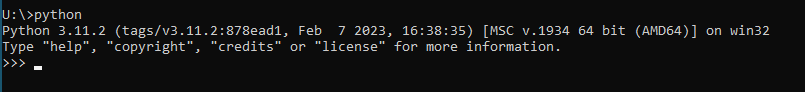 U:\>python
Python 3.11.2 (tags/v3.11.2:878ead1, Feb  7 2023, 16:38:35) [MSC v.1934 64 bit (AMD64)] on win32
Type "help", "copyright", "credits" or "license" for more information.
>>> _